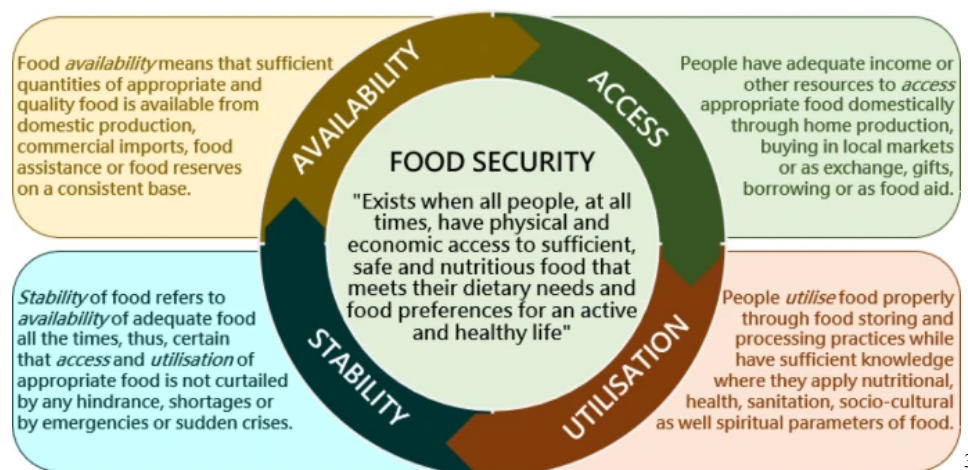 Food availability means that sufficient
quantities of appropriate and
quality food is available from
domestic production,
commercial imports, food
assistance or food reserves
on a consistent base.
AVAILABILITY
ACCESS
People have adequate income or
other resources to access
appropriate food domestically
through home production,
buying in local markets
or as exchange, gifts,
borrowing or as food aid.
FOOD SECURITY
"Exists when all people, at all
times, have physical and
economic access to sufficient,
safe and nutritious food that
meets their dietary needs and
food preferences for an active
and healthy life"
Stability of food refers to
availability of adequate food
all the times, thus, certain
that access and utilisation of
appropriate food is not curtailed
by any hindrance, shortages or
by emergencies or sudden crises.
STABILITY
UTILISATION
People utilise food properly
through food storing and
processing practices while
have sufficient knowledge
where they apply nutritional,
health, sanitation, socio-cultural
as well spiritual parameters of food.